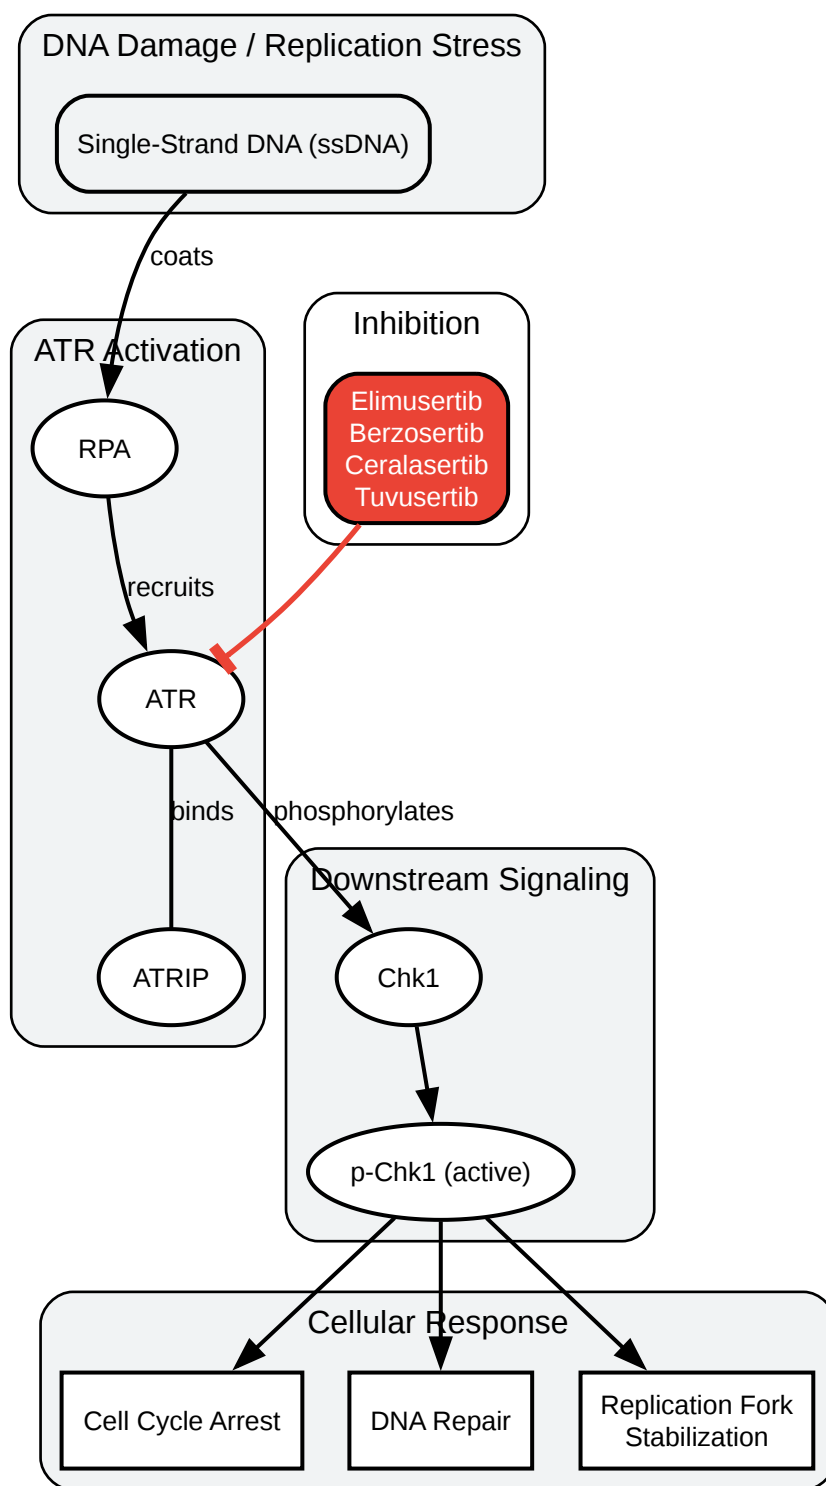 DNA Damage / Replication Stress
Single-Strand DNA (ssDNA)
coats
Inhibition
ATR Activation
Elimusertib
Berzosertib
Ceralasertib
Tuvusertib
RPA
recruits
ATR
binds
phosphorylates
Downstream Signaling
ATRIP
Chk1
p-Chk1 (active)
Cellular Response
Cell Cycle Arrest
DNA Repair
Replication Fork
Stabilization